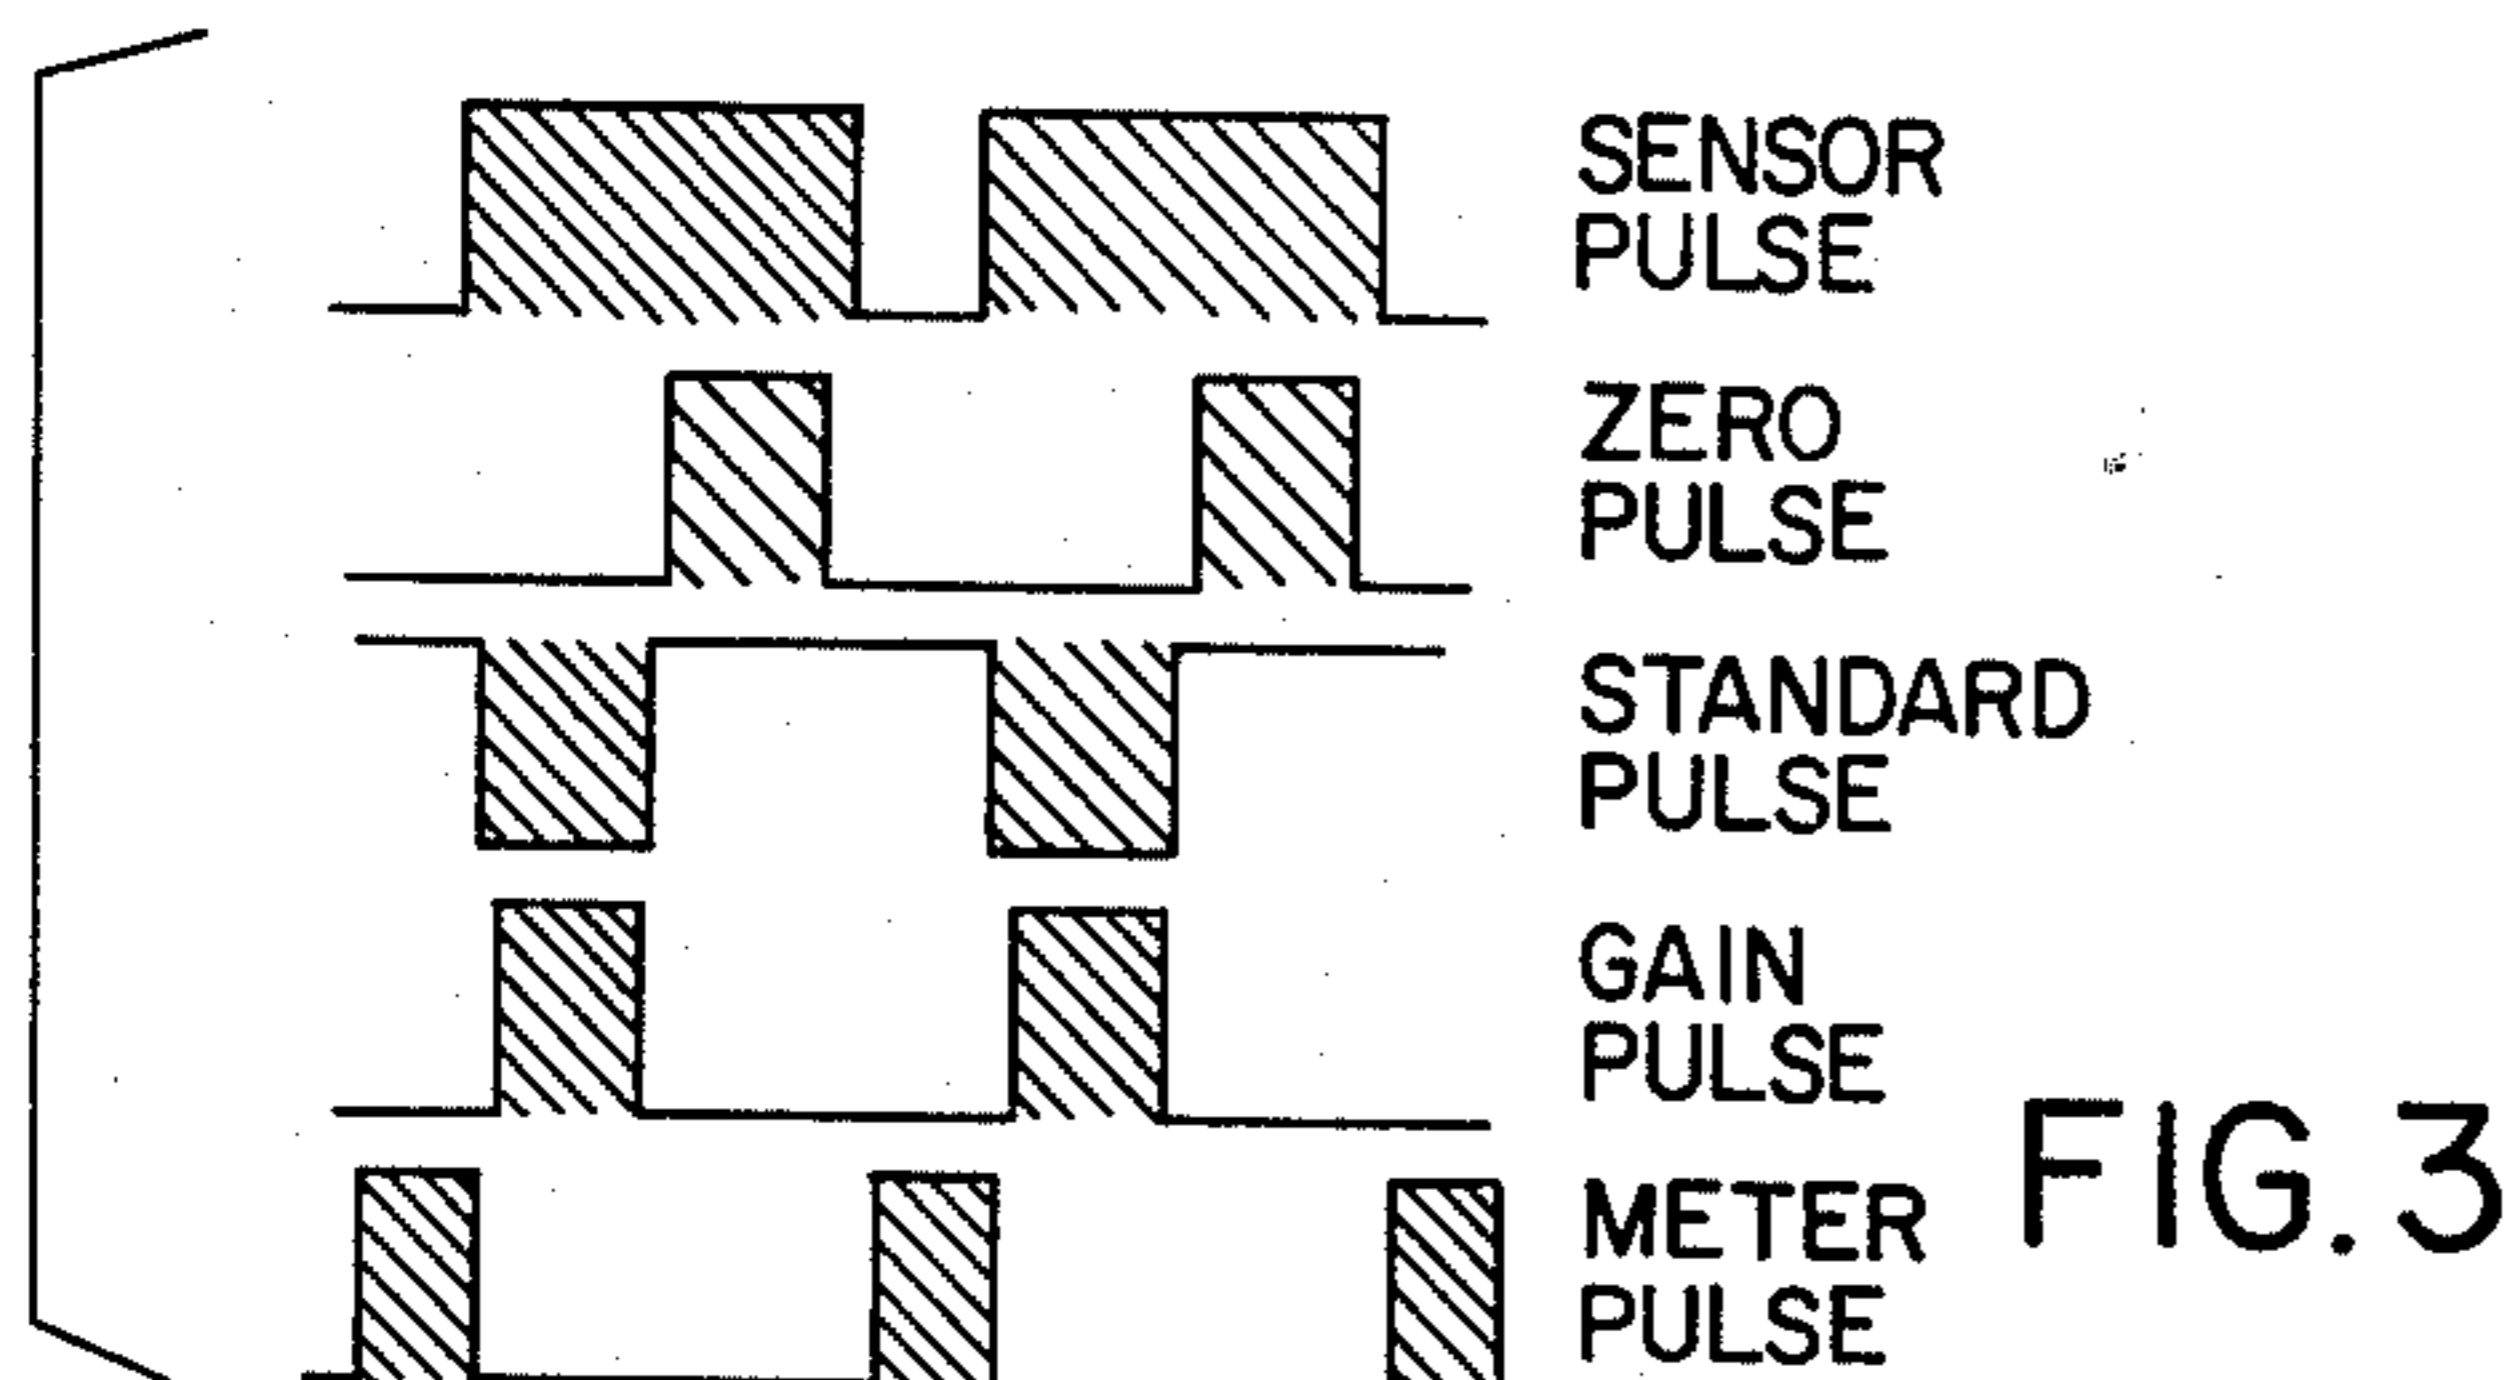 SENSOR
PULSE
ZERO
PULSE
STANDARD
PULSE
GAIN
PULSE
METER
PULSE
FIG. 3